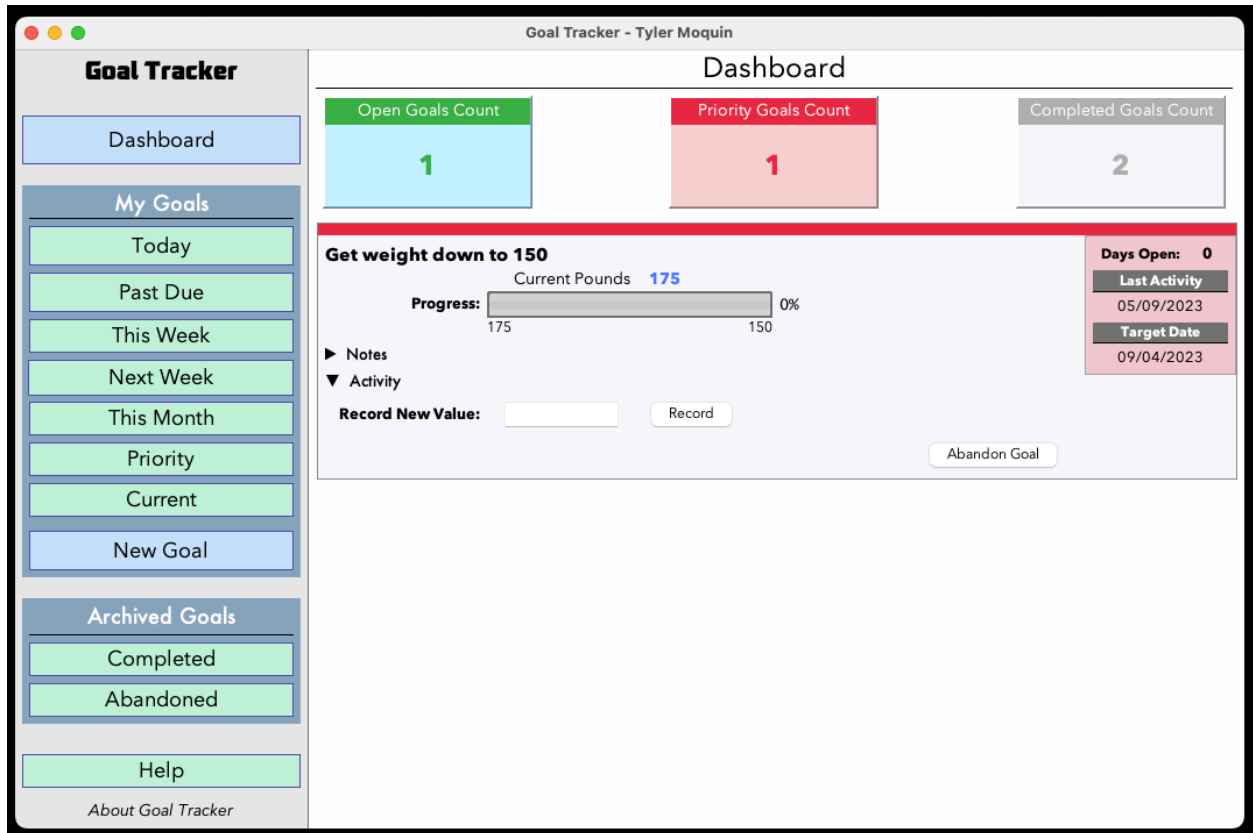 Goal Tracker - Tyler Moquin
Goal Tracker
Dashboard
My Goals
Today
Past Due
This Week
Next Week
This Month
Priority
Current
New Goal
Archived Goals
Completed
Abandoned
Help
About Goal Tracker
Dashboard
Open Goals Count
1
Priority Goals Count
1
Completed Goals Count
2
Get weight down to 150
Current Pounds 175
Progress: 0%
175 150
Notes
Activity
Record New Value: Record
Abandon Goal
Days Open: 0
Last Activity
05/09/2023
Target Date
09/04/2023